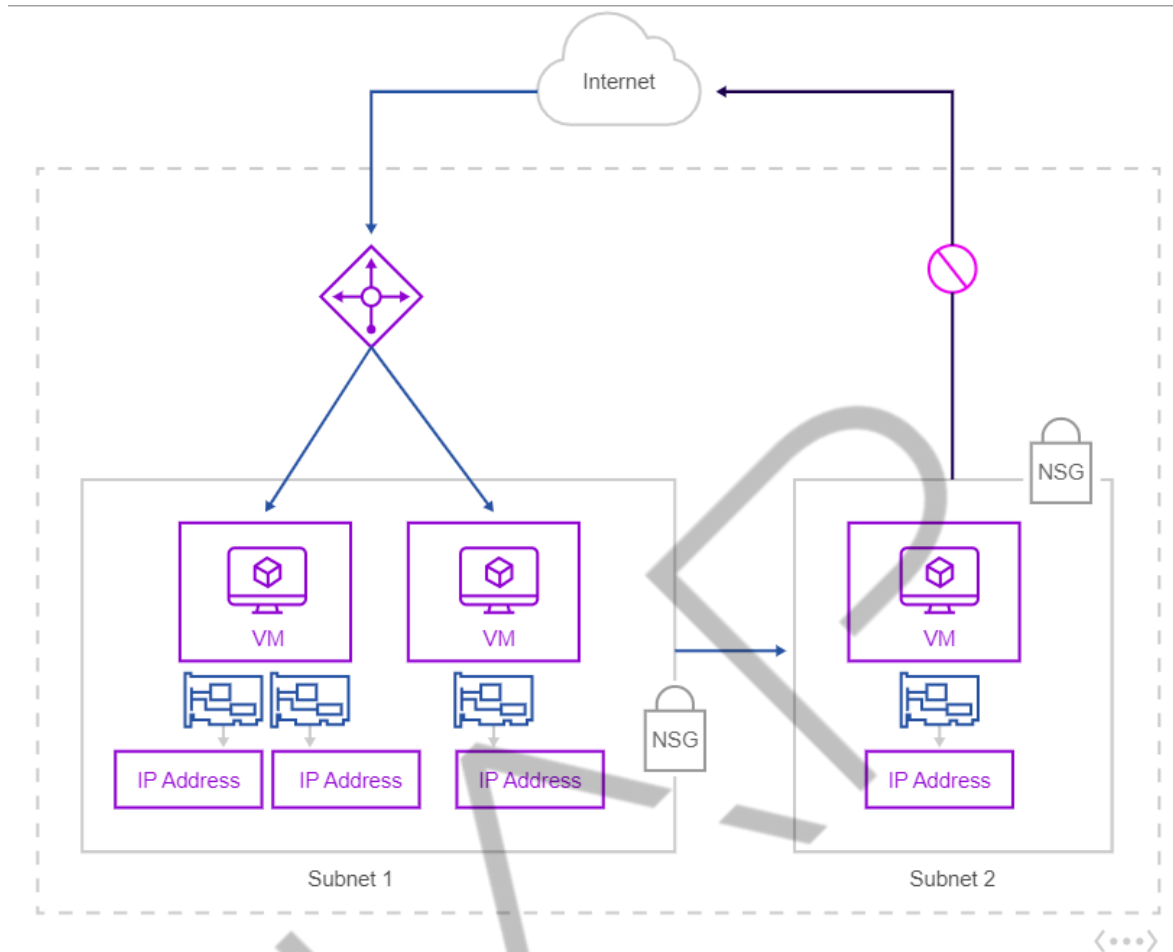 Internet
NSG
VM
VM
VM
NSG
IP Address
IP Address
IP Address
IP Address
Subnet 1
Subnet 2